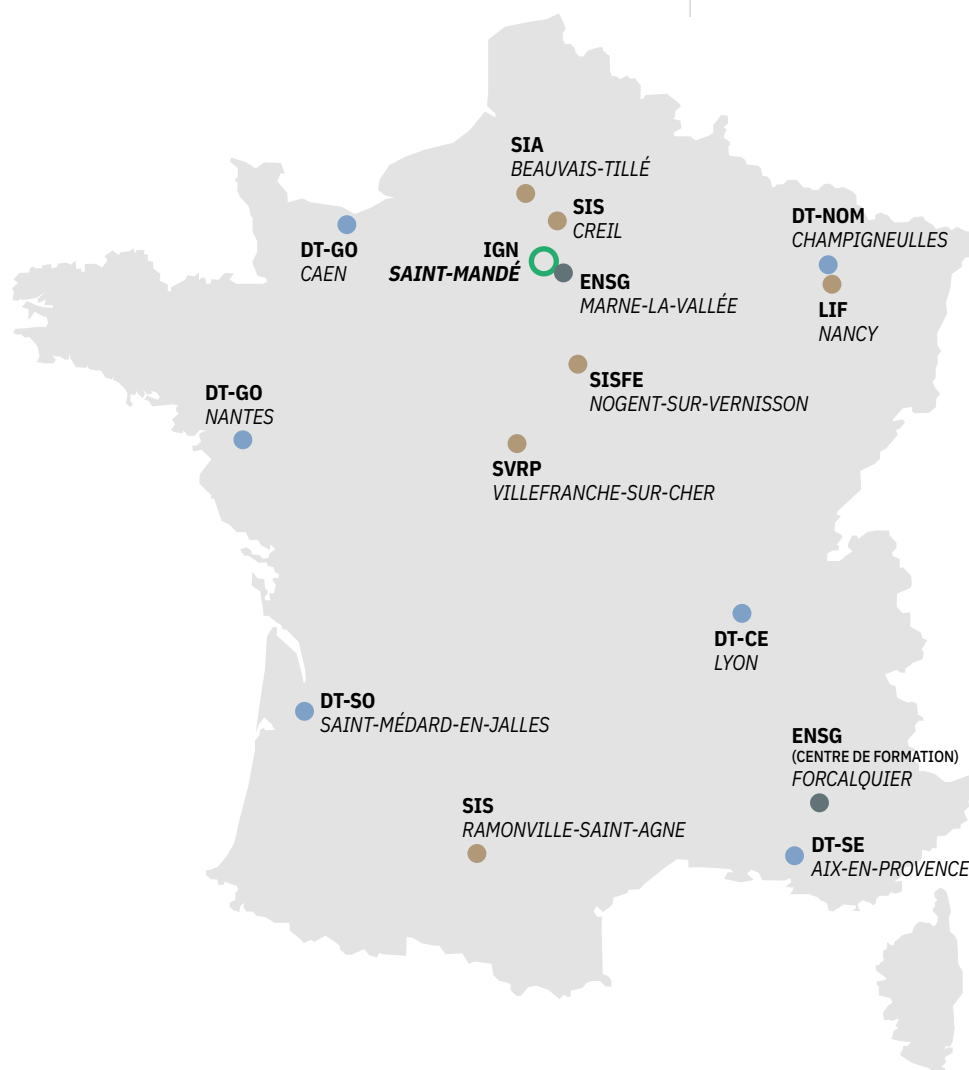 SIA
BEAUVAIS-TILLÉ
SIS
CREIL
DT-NOM
CHAMPIGNEULLES
DT-GO
CAEN
IGN
SAINT-MANDÉ
ENSG
MARNE-LA-VALLÉE
LIF
NANCY
SISFE
NOGENT-SUR-VERNISSON
DT-GO
NANTES
SVRP
VILLEFRANCHE-SUR-CHER
DT-CE
LYON
DT-SO
SAINT-MÉDARD-EN-JALLES
ENSG
(CENTRE DE FORMATION)
FORCALQUIER
SIS
RAMONVILLE-SAINT-AGNE
DT-SE
AIX-EN-PROVENCE